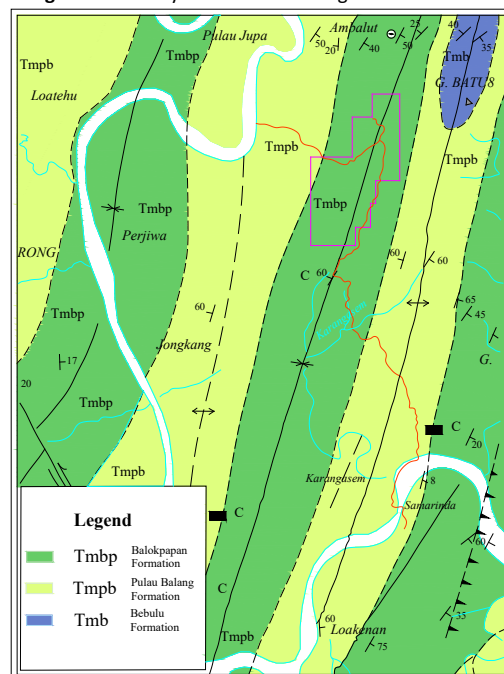 Ambalut
Pulau Jupa
25
40
50
20
40
50
35
Tmb
G. BATU8
Tmpb
Loatehu
Tmbp
Tmpb
Tmpb
Tmbp
Perjiwa
RONG
C
60
60
60
65
45
Tmbp
60
Jongkang
G.
17
20
Tmbp
C
20
Tmpb
Karangasem
8
Samarinda
C
60
Legend
Tmbp Balokpapan
Formation
Tmpb Pulau Balang
Formation
Tmb Bebulu
Formation
C
Tmpb
60
Loakenan
35
75